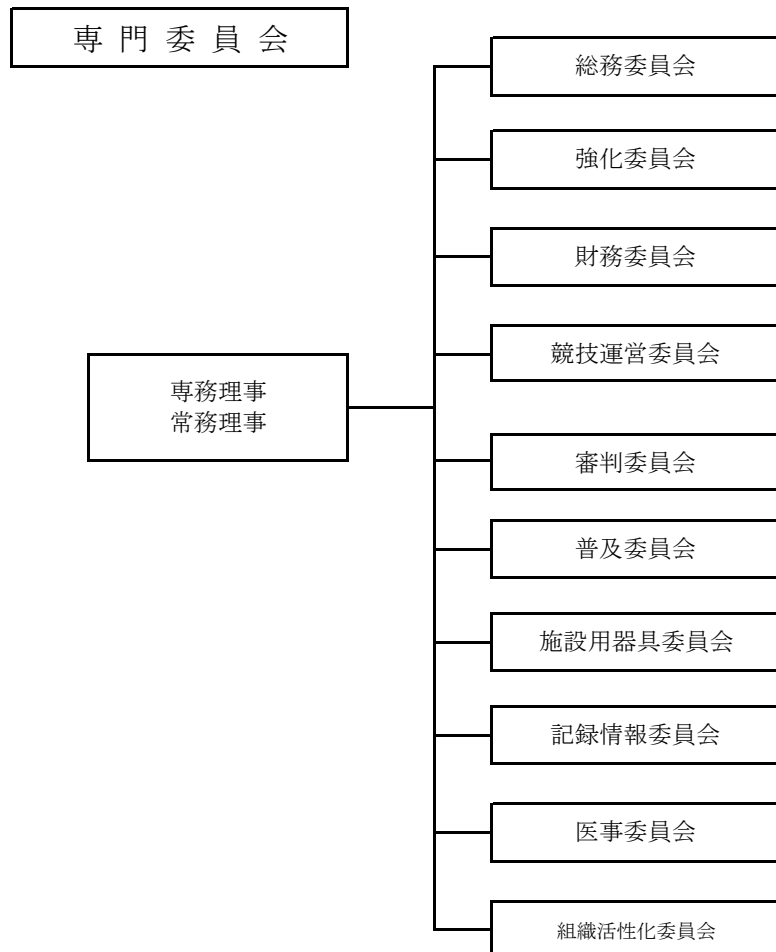 専門委員会
総務委員会
強化委員会
財務委員会
競技運営委員会
専務理事
常務理事
審判委員会
普及委員会
施設用器具委員会
記録情報委員会
医事委員会
組織活性化委員会